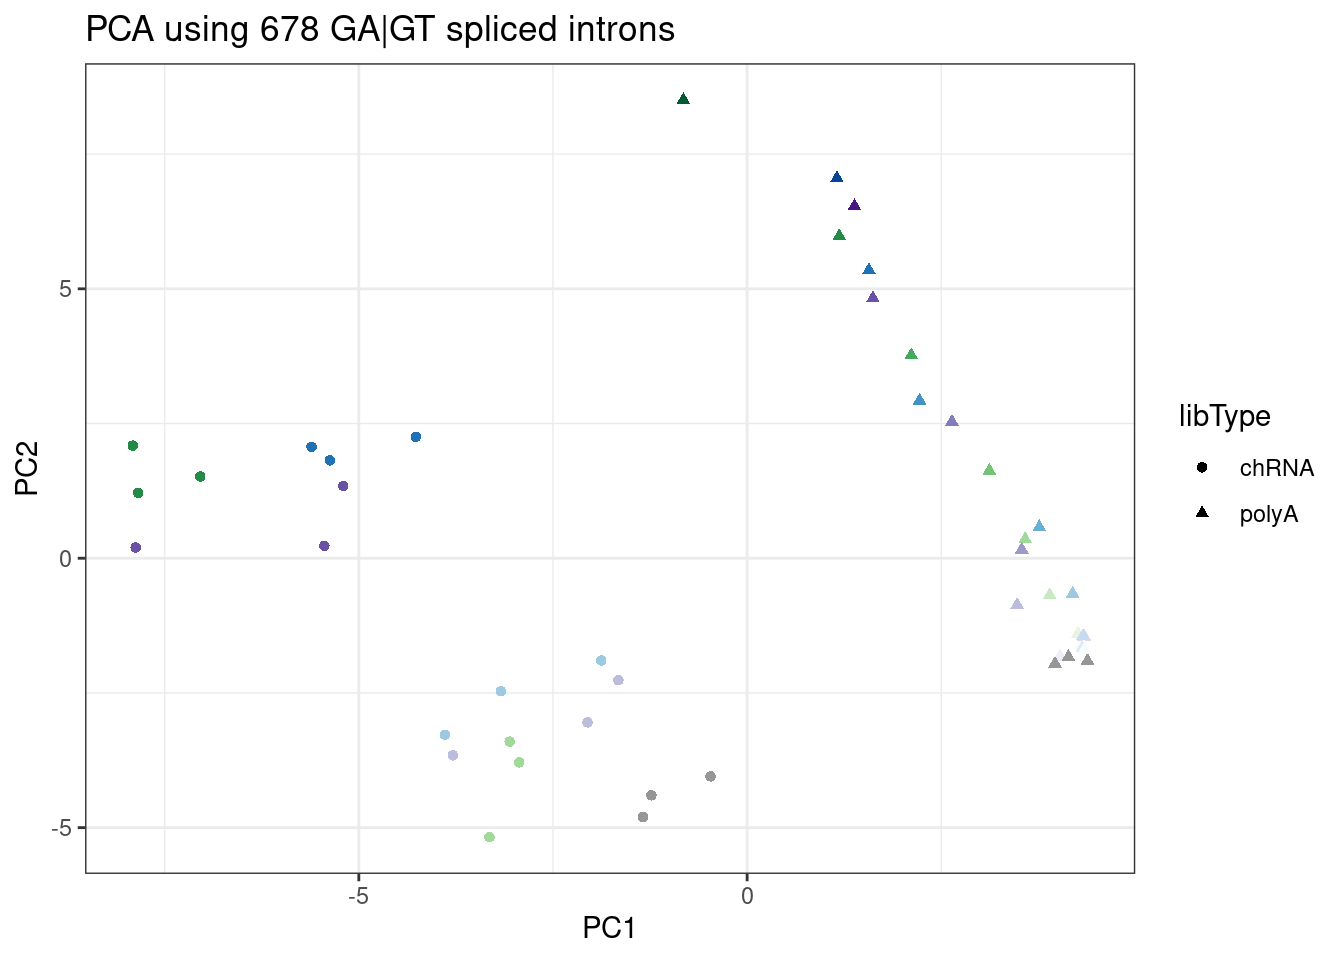 PCA using 678 GA|GT spliced introns
5
0
-5
PC2
-5
0
PC1
libType
chRNA
polyA